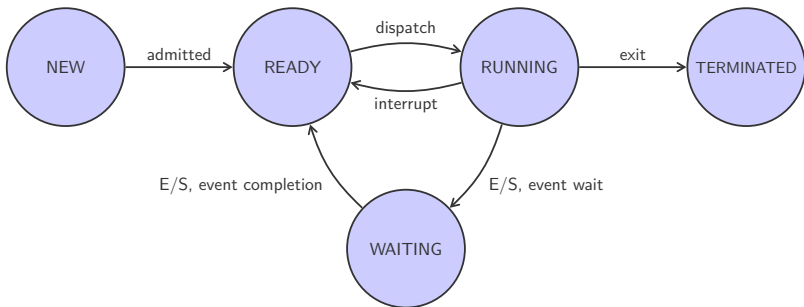 dispatch
admitted
exit
NEW
READY
RUNNING
TERMINATED
interrupt
E/S, event completion
E/S, event wait
WAITING